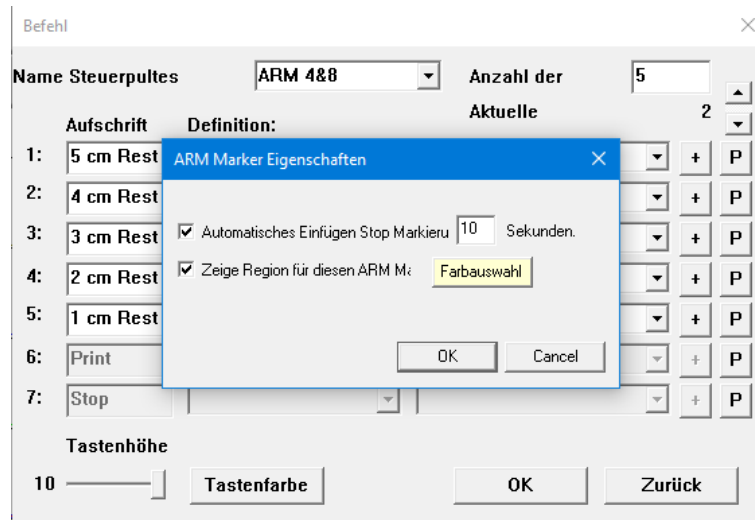 Befehl
Name Steuerpultes ARM 4&8 Anzahl der 5
Aktuelle 2
Aufschrift Definition:
ARM Marker Eigenschaften
1: 5 cm Rest + P
2: 4 cm Rest + P
3: 3 cm Rest + P
Automatisches Einfügen Stop Markieru 10 Sekunden.
4: 2 cm Rest + P
Zeige Region für diesen ARM Ma Farbauswahl
5: 1 cm Rest + P
OK Cancel
6: Print + P
7: Stop + P
Tastenhöhe
10 Tastenfarbe OK Zurück